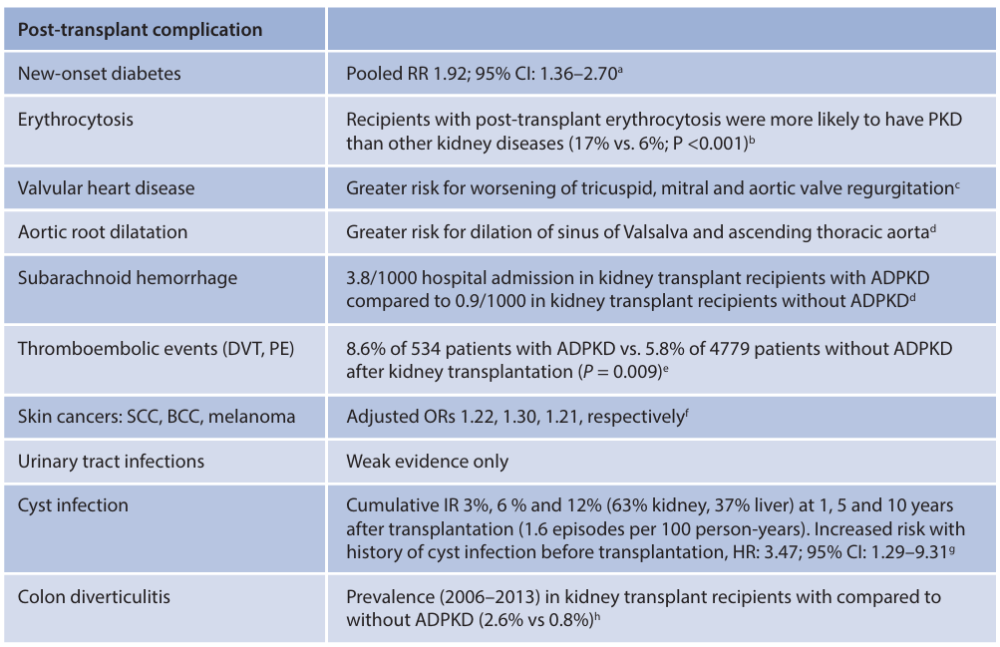 Post-transplant complication
New-onset diabetes
Pooled RR 1.92; 95% CI: 1.36–2.70ᵃ
Erythrocytosis
Recipients with post-transplant erythrocytosis were more likely to have PKD
than other kidney diseases (17% vs. 6%; P <0.001)ᵇ
Valvular heart disease
Greater risk for worsening of tricuspid, mitral and aortic valve regurgitationᶜ
Aortic root dilatation
Greater risk for dilation of sinus of Valsalva and ascending thoracic aortaᵈ
Subarachnoid hemorrhage
3.8/1000 hospital admission in kidney transplant recipients with ADPKD
compared to 0.9/1000 in kidney transplant recipients without ADPKDᵈ
Thromboembolic events (DVT, PE)
8.6% of 534 patients with ADPKD vs. 5.8% of 4779 patients without ADPKD
after kidney transplantation (P = 0.009)ᵉ
Skin cancers: SCC, BCC, melanoma
Adjusted ORs 1.22, 1.30, 1.21, respectivelyᶠ
Urinary tract infections
Weak evidence only
Cyst infection
Cumulative IR 3%, 6 % and 12% (63% kidney, 37% liver) at 1, 5 and 10 years
after transplantation (1.6 episodes per 100 person-years). Increased risk with
history of cyst infection before transplantation, HR: 3.47; 95% CI: 1.29–9.31ᵍ
Colon diverticulitis
Prevalence (2006–2013) in kidney transplant recipients with compared to
without ADPKD (2.6% vs 0.8%)ʰ